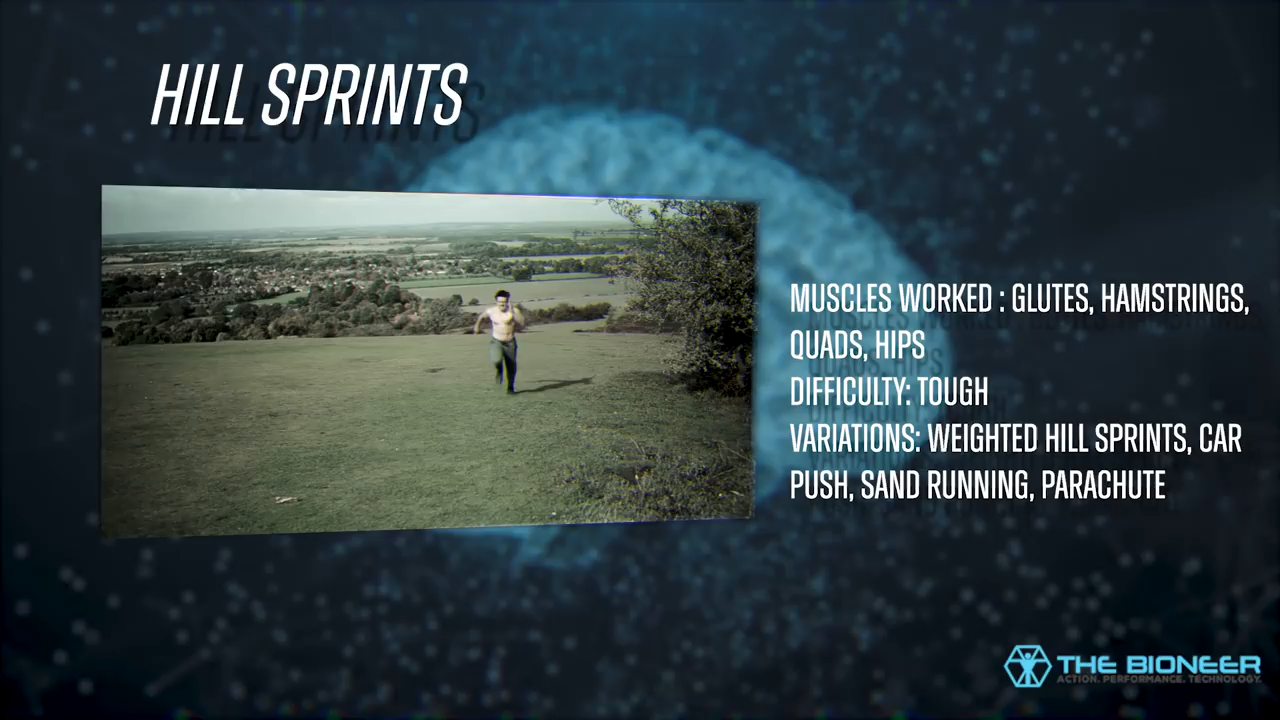 HILL SPRINTS
MUSCLES WORKED : GLUTES, HAMSTRINGS,
QUADS, HIPS
DIFFICULTY: TOUGH
VARIATIONS: WEIGHTED HILL SPRINTS, CAR
PUSH, SAND RUNNING, PARACHUTE
THE BIONEER
ACTION. PERFORMANCE. TECHNOLOGY.